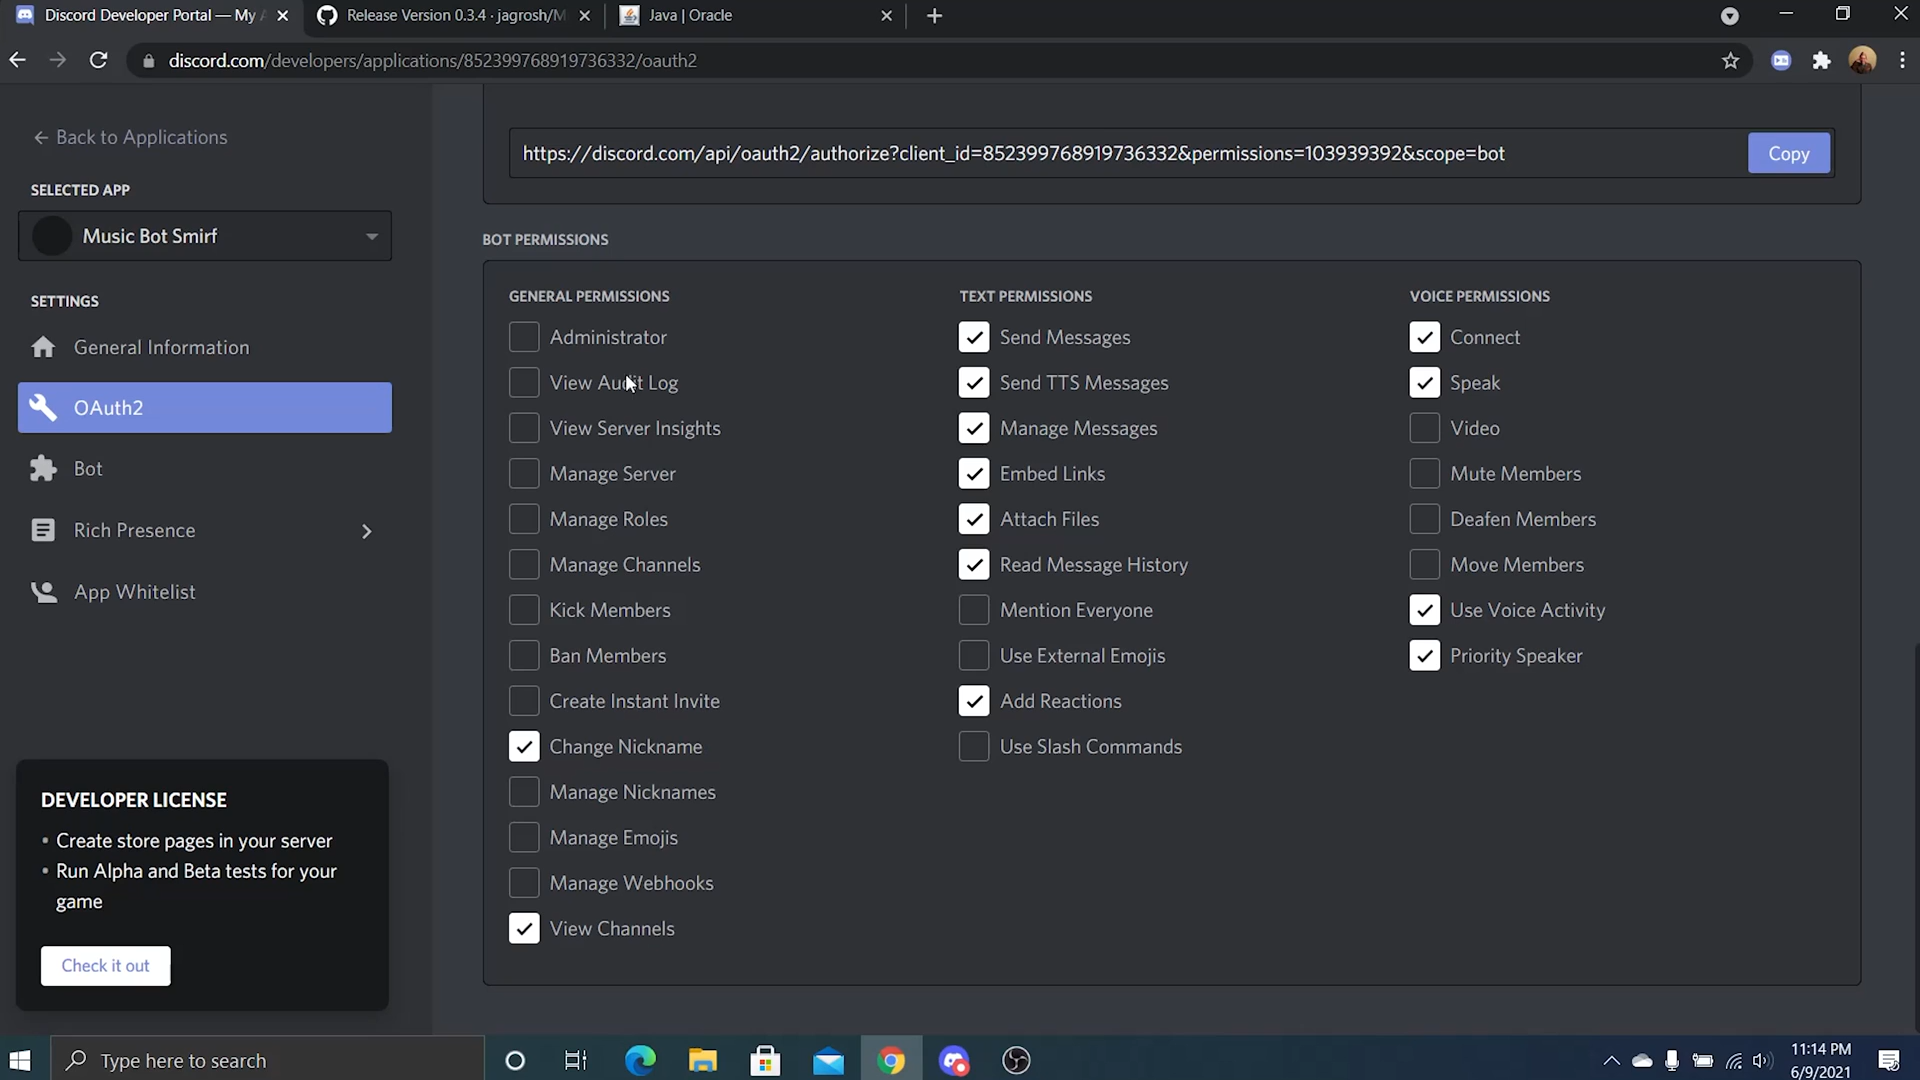 Discord Developer Portal — My A
Release Version 0.3.4 · jagrosh/M
Java | Oracle
discord.com/developers/applications/852399768919736332/oauth2
← Back to Applications
SELECTED APP
Music Bot Smirf
SETTINGS
General Information
OAuth2
Bot
Rich Presence
App Whitelist
DEVELOPER LICENSE
• Create store pages in your server
• Run Alpha and Beta tests for your
game
Check it out
https://discord.com/api/oauth2/authorize?client_id=852399768919736332&permissions=103939392&scope=bot
Copy
BOT PERMISSIONS
GENERAL PERMISSIONS
Administrator
View Audit Log
View Server Insights
Manage Server
Manage Roles
Manage Channels
Kick Members
Ban Members
Create Instant Invite
Change Nickname
Manage Nicknames
Manage Emojis
Manage Webhooks
View Channels
TEXT PERMISSIONS
Send Messages
Send TTS Messages
Manage Messages
Embed Links
Attach Files
Read Message History
Mention Everyone
Use External Emojis
Add Reactions
Use Slash Commands
VOICE PERMISSIONS
Connect
Speak
Video
Mute Members
Deafen Members
Move Members
Use Voice Activity
Priority Speaker
Type here to search
11:14 PM
6/9/2021